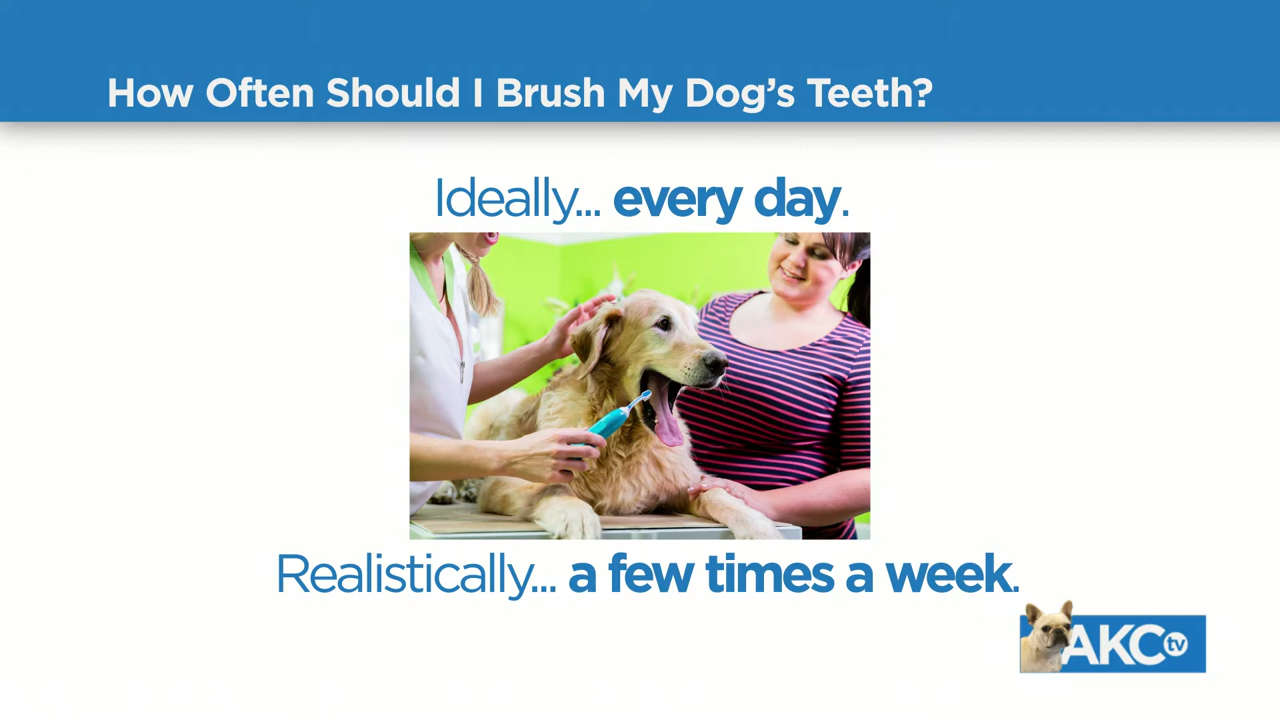 How Often Should I Brush My Dog’s Teeth?
Ideally... every day.
Realistically... a few times a week.
AKC tv